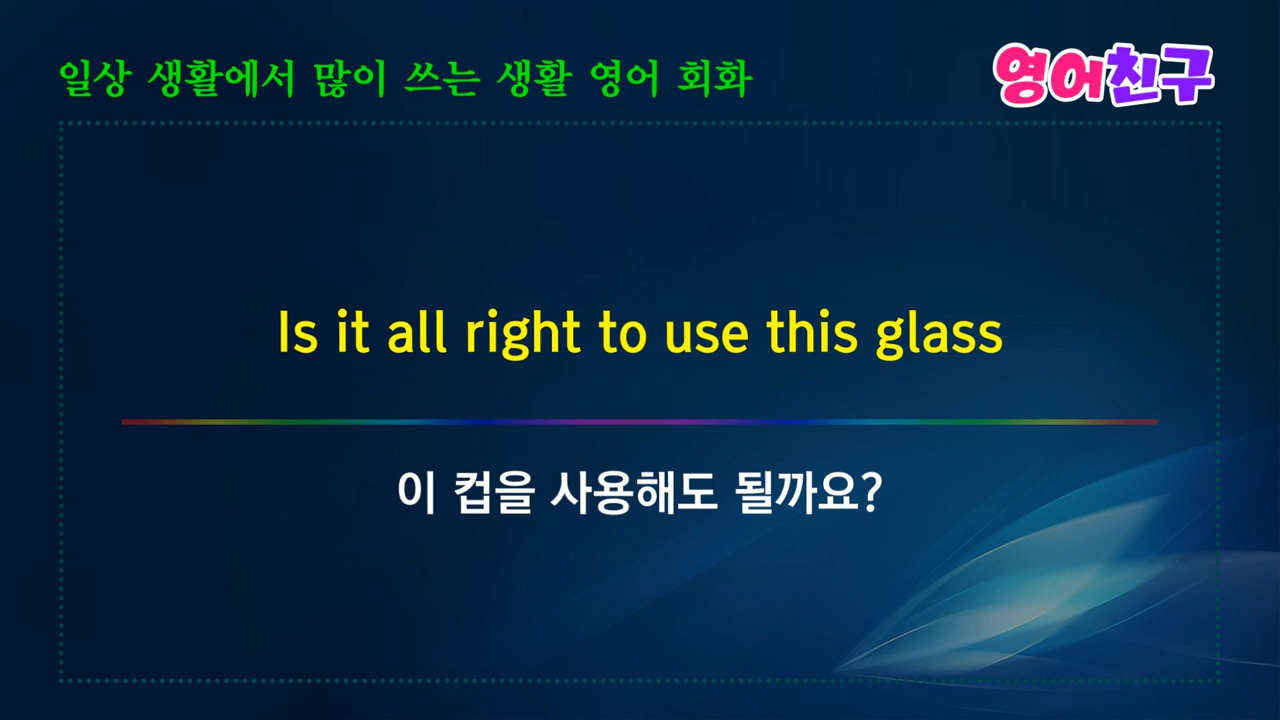 일상 생활에서 많이 쓰는 생활 영어 회화
영어친구
Is it all right to use this glass
이 컵을 사용해도 될까요?